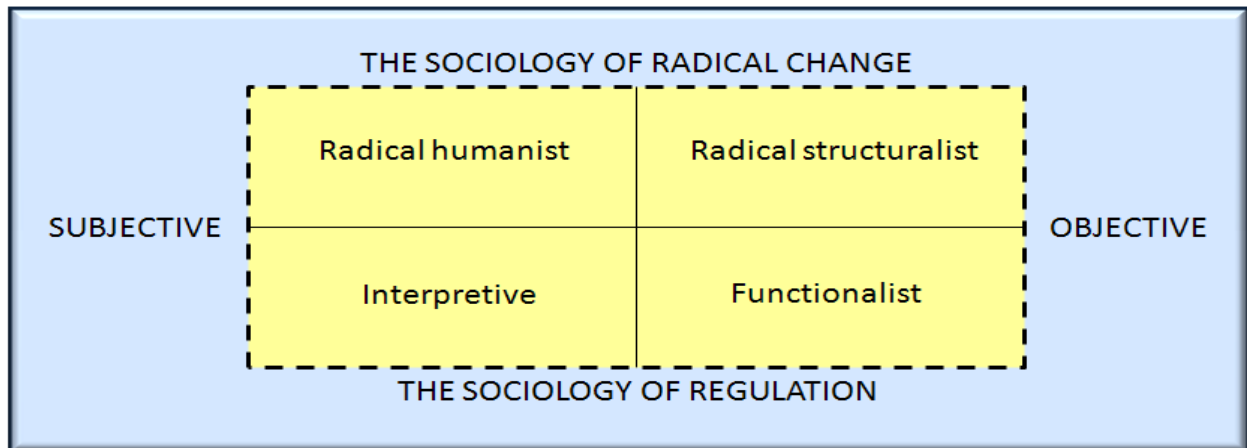 THE SOCIOLOGY OF RADICAL CHANGE
Radical humanist
Radical structuralist
SUBJECTIVE
OBJECTIVE
Interpretive
Functionalist
THE SOCIOLOGY OF REGULATION